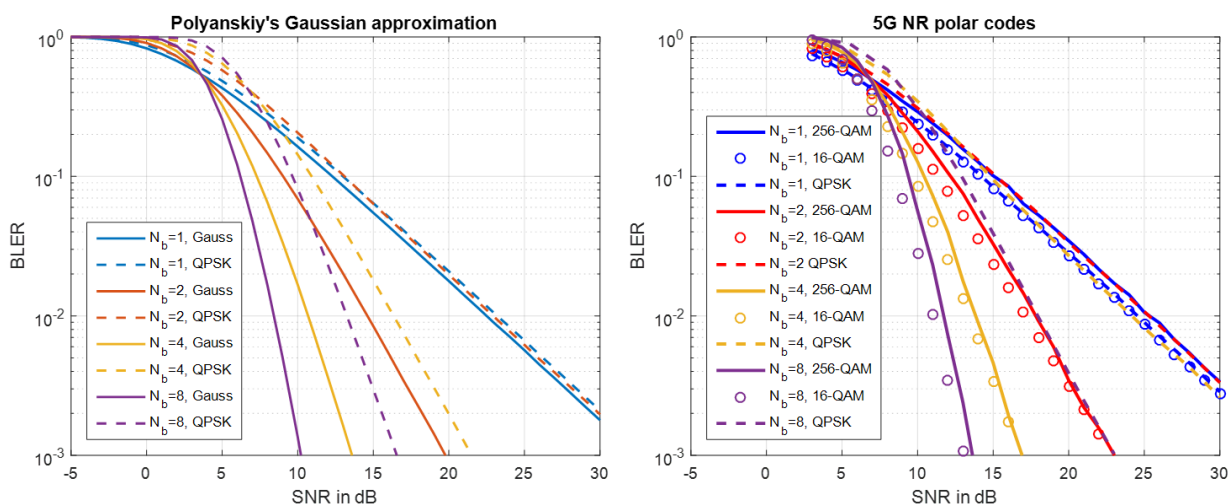 Polyanskiy's Gaussian approximation
10^0
10^-1
10^-2
10^-3
BLER
N_b=1, Gauss
N_b=1, QPSK
N_b=2, Gauss
N_b=2, QPSK
N_b=4, Gauss
N_b=4, QPSK
N_b=8, Gauss
N_b=8, QPSK
-5 0 5 10 15 20 25 30
SNR in dB
5G NR polar codes
10^0
10^-1
10^-2
10^-3
BLER
N_b=1, 256-QAM
N_b=1, 16-QAM
N_b=1, QPSK
N_b=2, 256-QAM
N_b=2, 16-QAM
N_b=2 QPSK
N_b=4, 256-QAM
N_b=4, 16-QAM
N_b=4, QPSK
N_b=8, 256-QAM
N_b=8, 16-QAM
N_b=8, QPSK
-5 0 5 10 15 20 25 30
SNR in dB